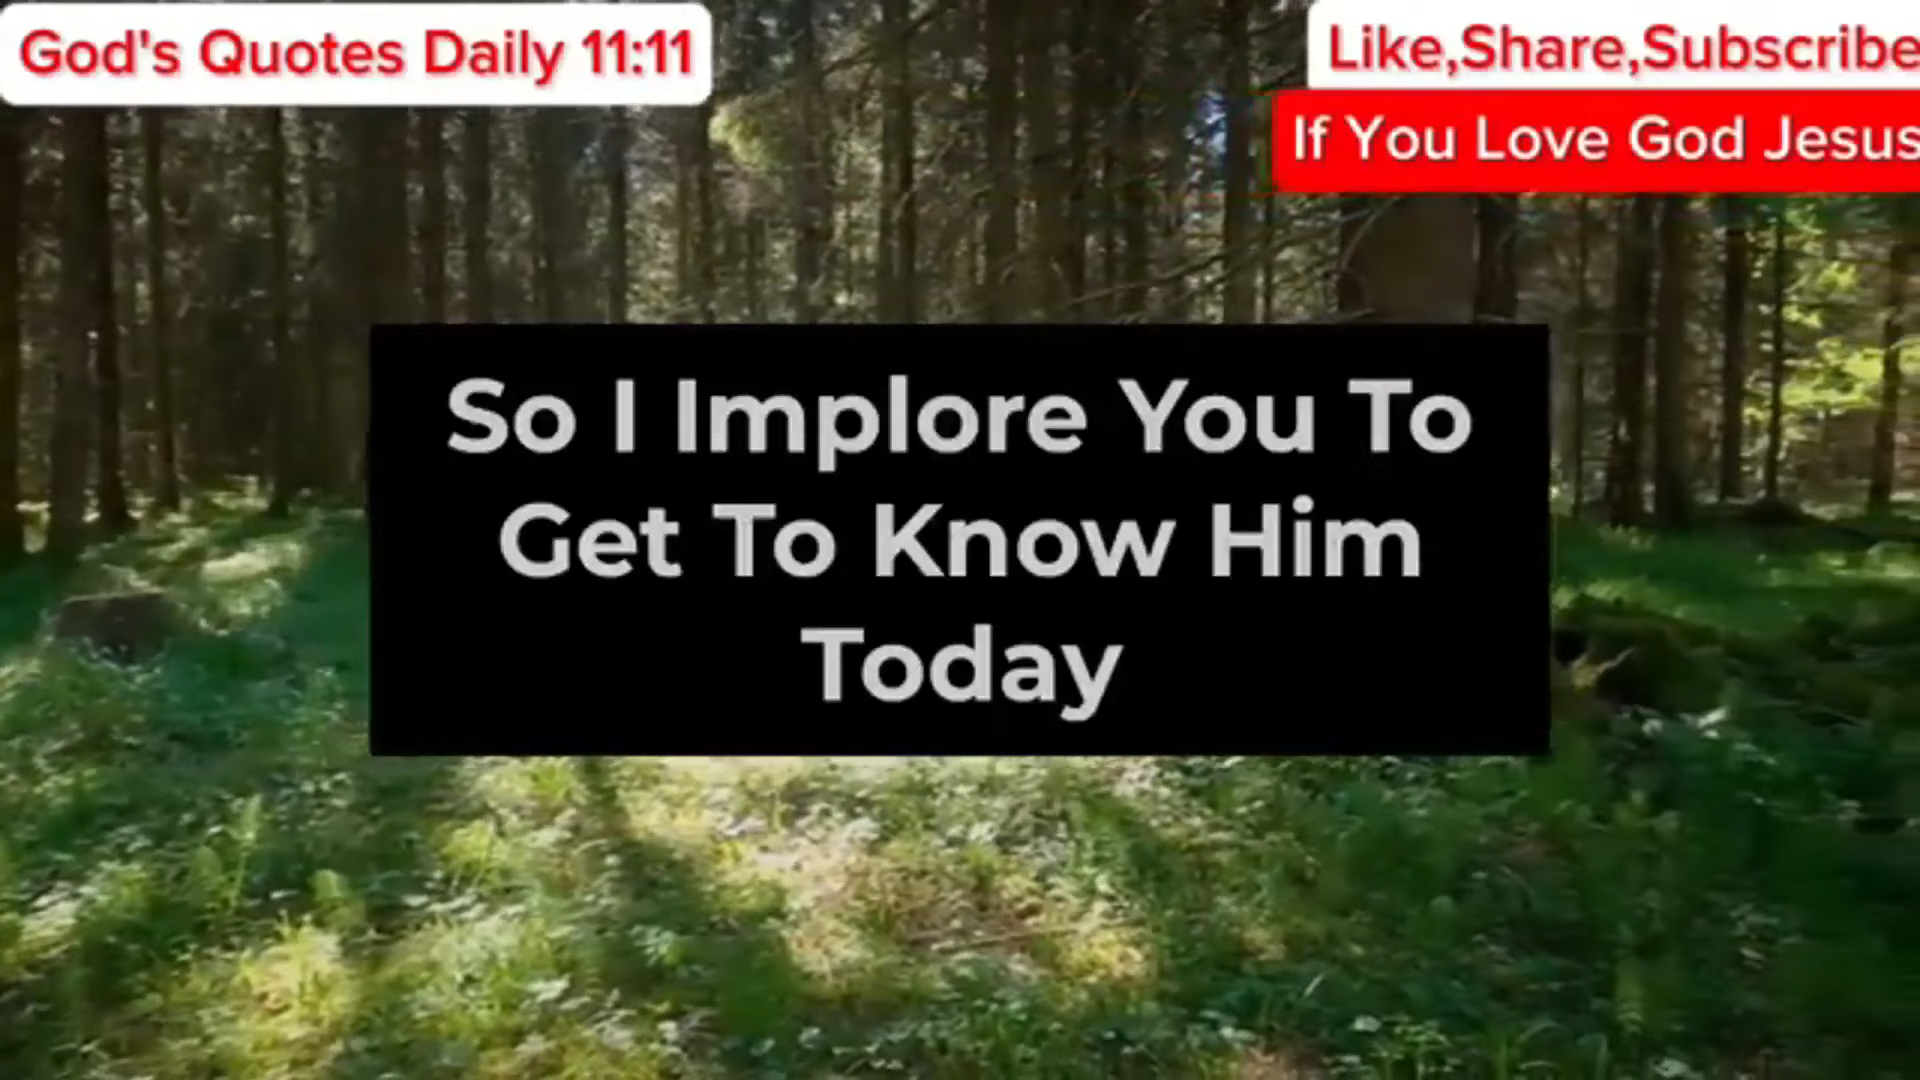 God's Quotes Daily 11:11
Like,Share,Subscribe
If You Love God Jesus
So I Implore You To
Get To Know Him
Today